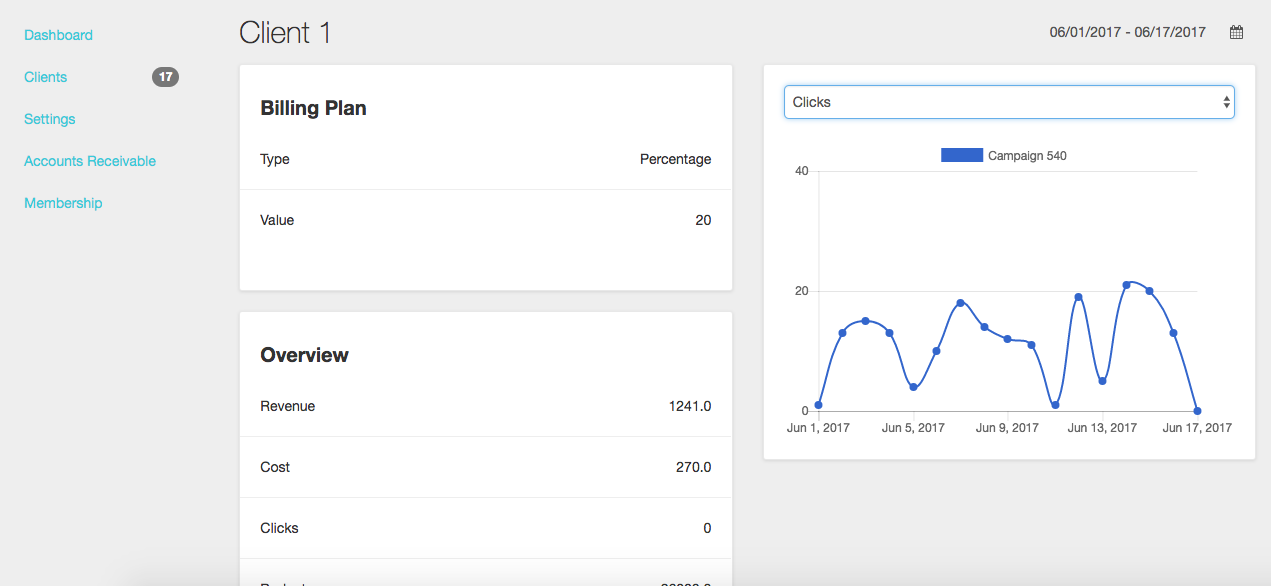 Dashboard
Clients 17
Settings
Accounts Receivable
Membership
Client 1
06/01/2017 - 06/17/2017
Billing Plan
Type Percentage
Value 20
Overview
Revenue 1241.0
Cost 270.0
Clicks 0
Clicks
Campaign 540
40
20
0
Jun 1, 2017 Jun 5, 2017 Jun 9, 2017 Jun 13, 2017 Jun 17, 2017